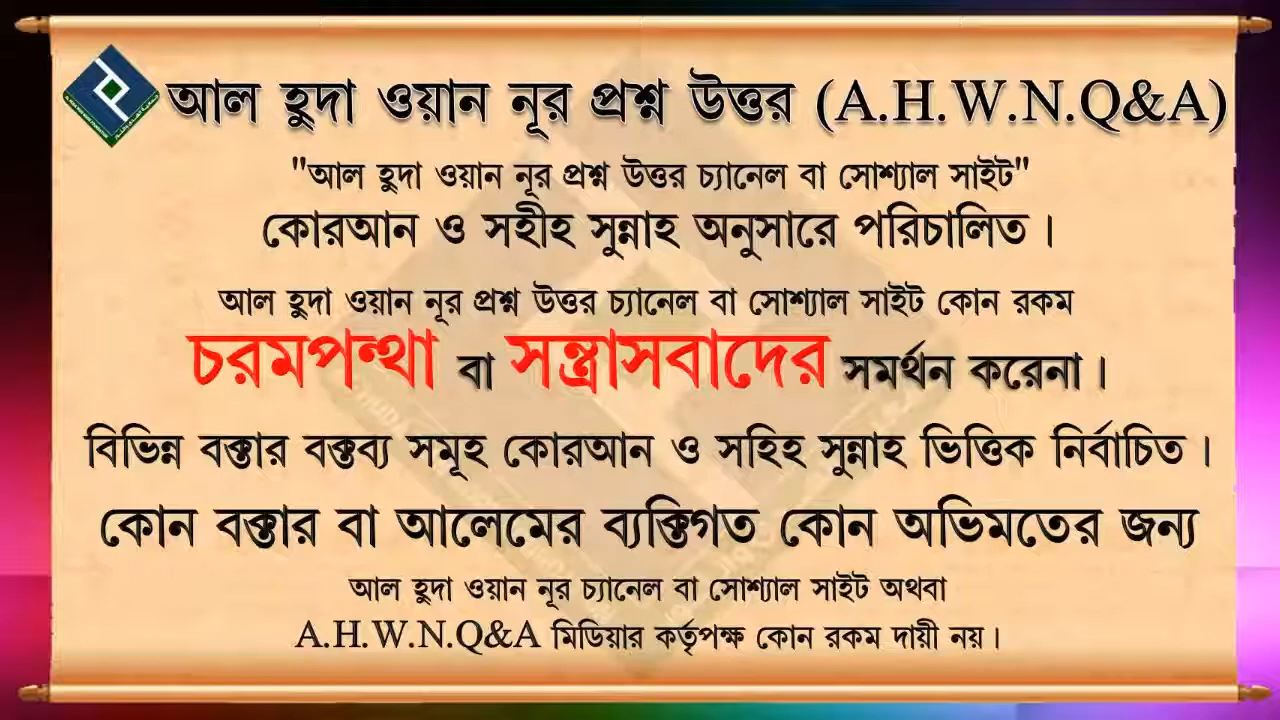 আল হুদা ওয়ান নূর প্রশ্ন উত্তর (A.H.W.N.Q&A)
"আল হুদা ওয়ান নূর প্রশ্ন উত্তর চ্যানেল বা সোশ্যাল সাইট"
কোরআন ও সহীহ সুন্নাহ অনুসারে পরিচালিত।
আল হুদা ওয়ান নূর প্রশ্ন উত্তর চ্যানেল বা সোশ্যাল সাইট কোন রকম
চরমপন্থা বা সন্ত্রাসবাদের সমর্থন করেনা।
বিভিন্ন বক্তার বক্তব্য সমূহ কোরআন ও সহিহ সুন্নাহ ভিত্তিক নির্বাচিত।
কোন বক্তার বা আলেমের ব্যক্তিগত কোন অভিমতের জন্য
আল হুদা ওয়ান নূর চ্যানেল বা সোশ্যাল সাইট অথবা
A.H.W.N.Q&A মিডিয়ার কর্তৃপক্ষ কোন রকম দায়ী নয়।